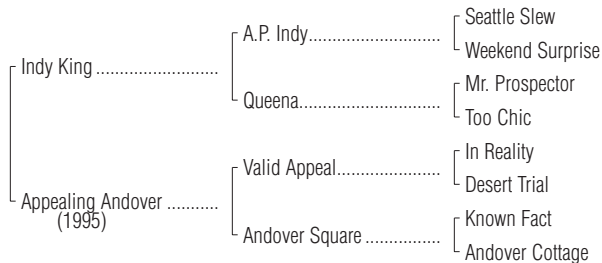 Seattle Slew
A.P. Indy............................
Weekend Surprise
Indy King ..........................
Mr. Prospector
Queena..............................
Too Chic
In Reality
Valid Appeal......................
Desert Trial
Appealing Andover ...........
(1995)
Known Fact
Andover Square ................
Andover Cottage